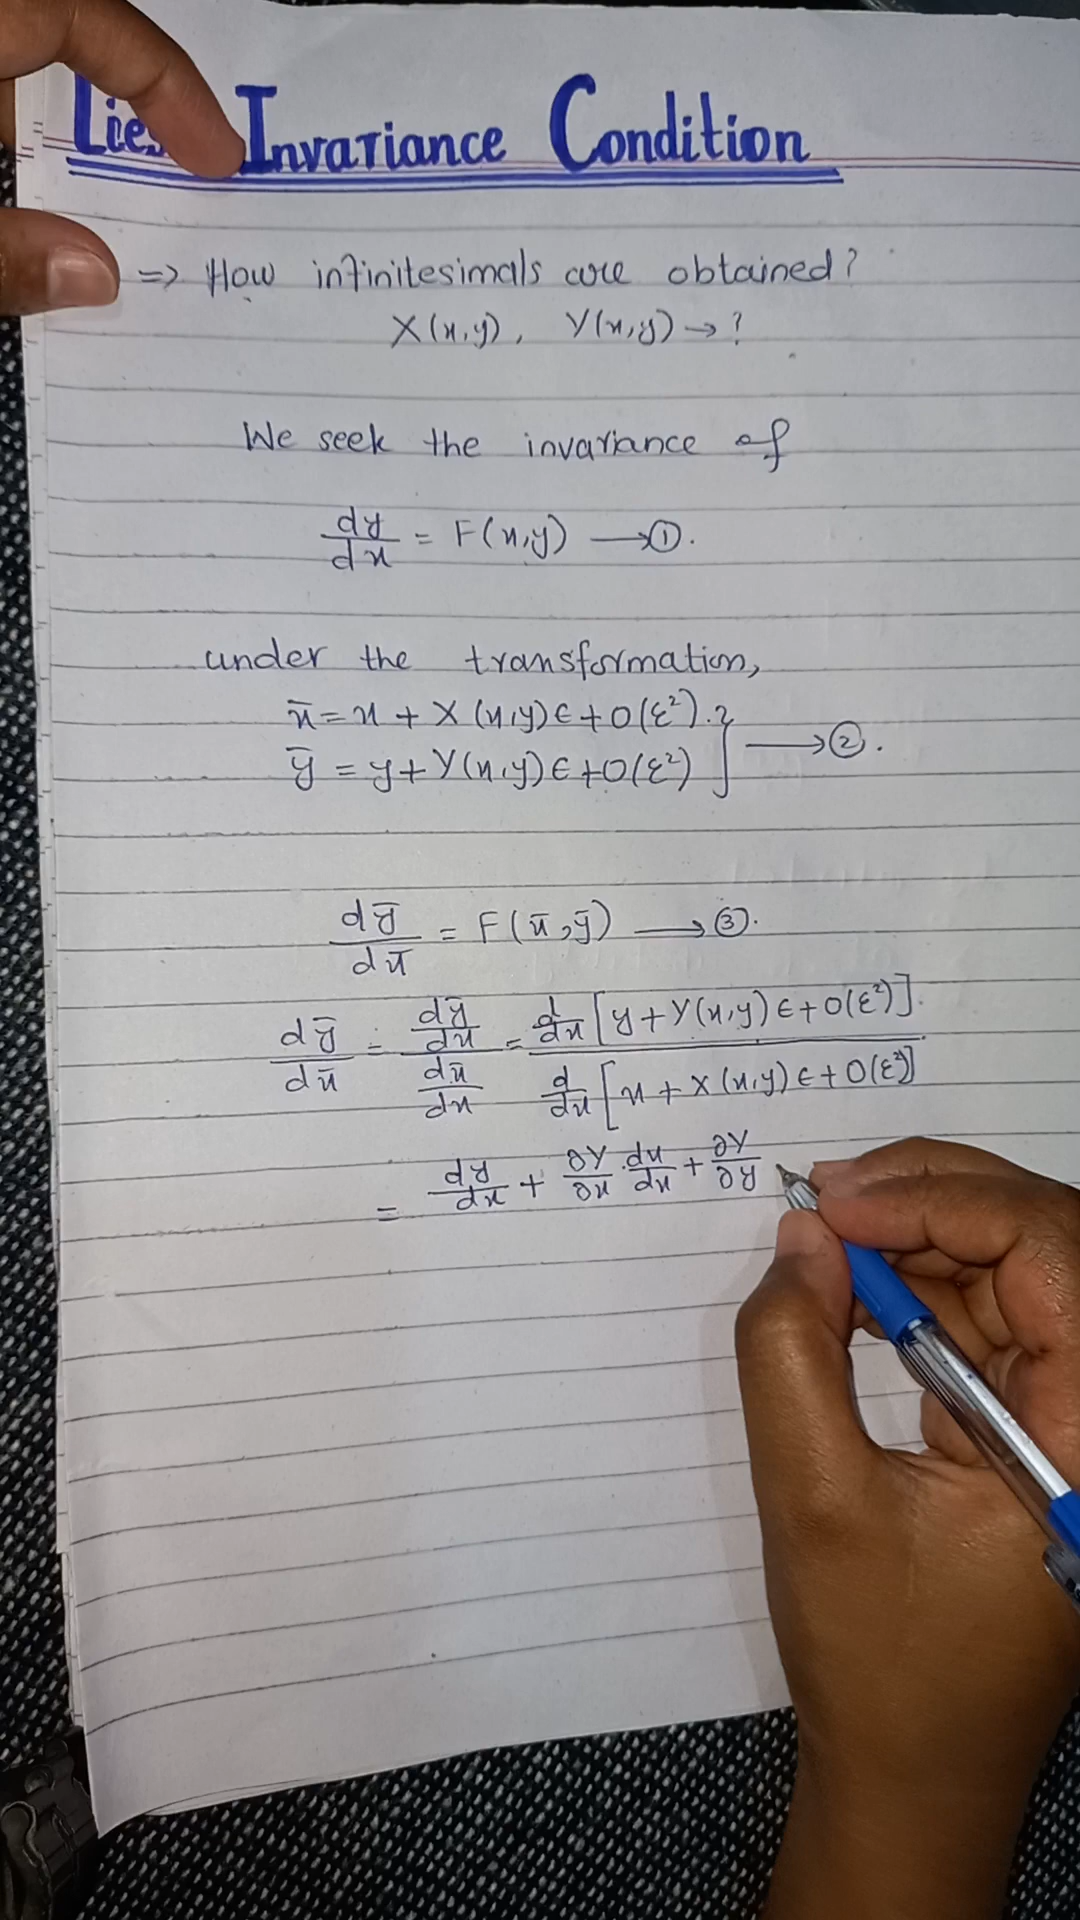 Lies Invariance Condition
=> How infinitesimals are obtained?
X(x,y), Y(x,y) → ?
We seek the invariance of
dy/dx = F(x,y) → ①.
under the transformation,
x̄ = x + X(x,y)ϵ + O(ε²).
ȳ = y + Y(x,y)ϵ + O(ε²) } → ②.
dȳ/dx̄ = F(x̄,ȳ) → ③.
dȳ/dx̄ = (dȳ/dx)/(dx̄/dx) = d/dx [y + Y(x,y)ϵ + O(ε²)]. / d/dx [x + X(x,y)ϵ + O(ε²)]
= dy/dx + ∂Y/∂x . dx/dx + ∂Y/∂y